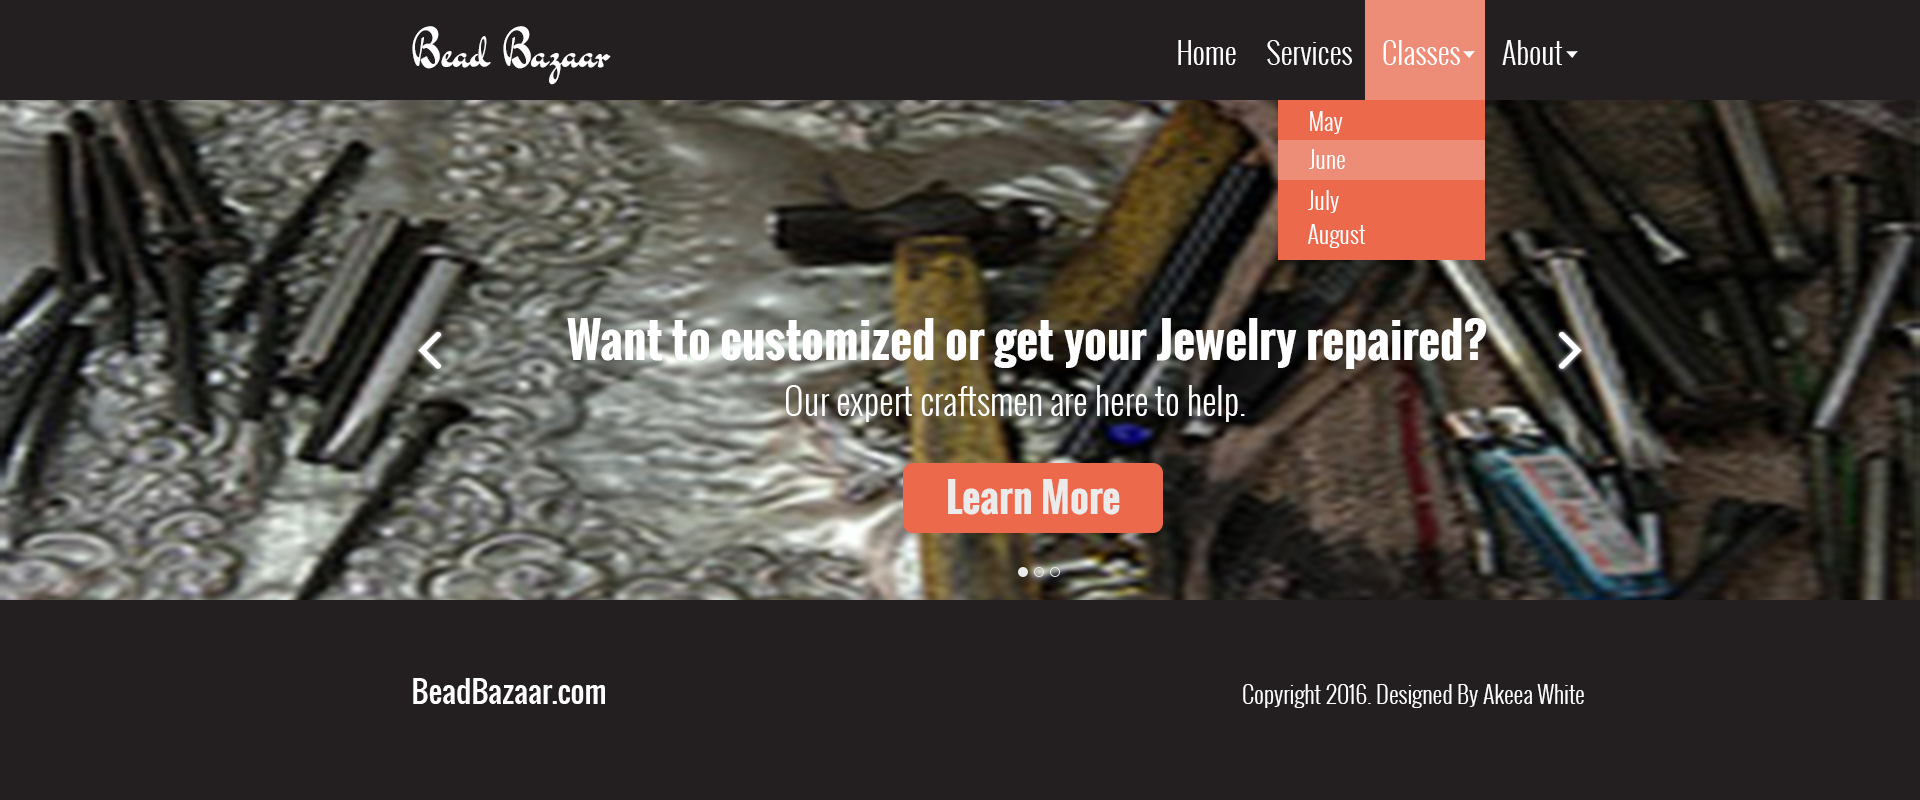 Bead Bazaar
Home Services Classes About
May
June
July
August
Want to customized or get your Jewelry repaired?
Our expert craftsmen are here to help.
Learn More
BeadBazaar.com
Copyright 2016. Designed By Akeea White